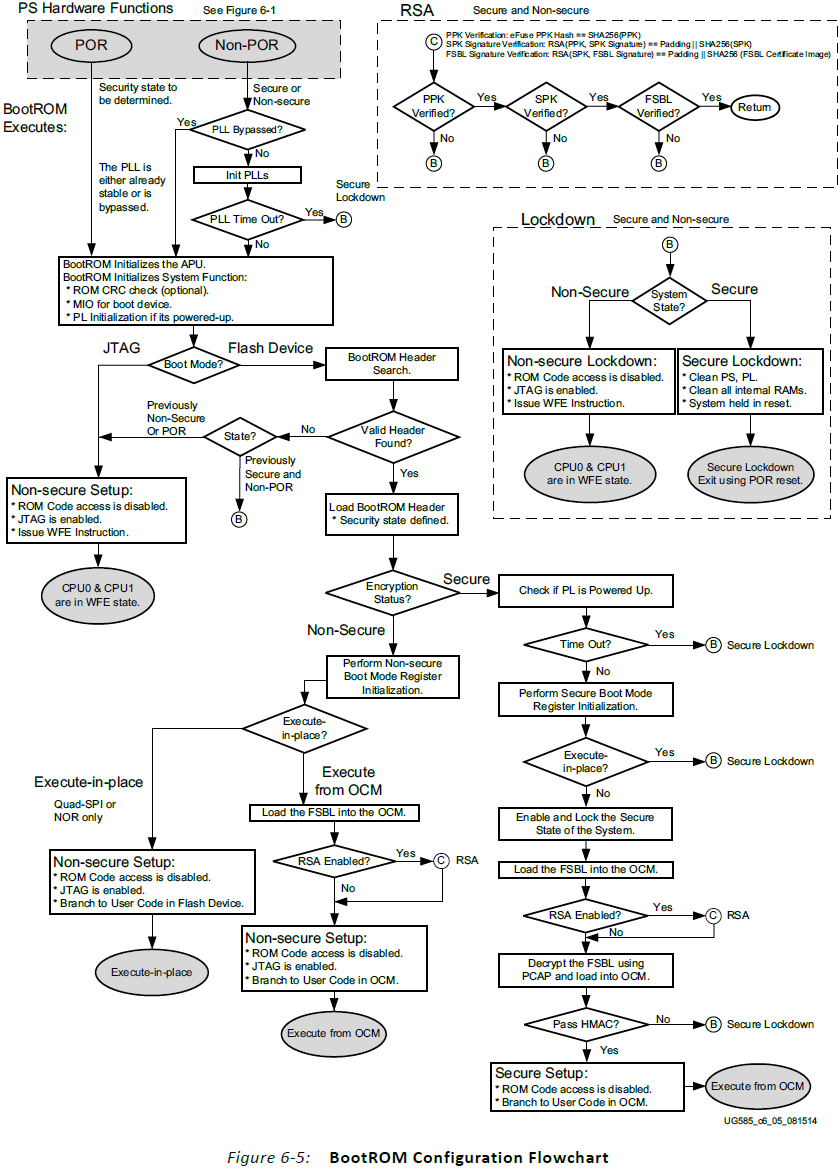 PS Hardware Functions
See Figure 6-1
POR
Non-POR
BootROM
Executes:
Security state to
be determined.
Secure or
Non-secure
Yes
PLL Bypassed?
No
The PLL is
either already
stable or is
bypassed.
Init PLLs
PLL Time Out?
Yes
Secure
Lockdown
B
No
BootROM Initializes the APU.
BootROM Initializes System Function:
* ROM CRC check (optional).
* MIO for boot device.
* PL Initialization if its powered-up.
JTAG
Boot Mode?
Flash Device
BootROM Header
Search.
Previously
Non-Secure
Or POR
State?
No
Valid Header
Found?
Previously
Secure and
Non-POR
B
Yes
Non-secure Setup:
* ROM Code access is disabled.
* JTAG is enabled.
* Issue WFE Instruction.
CPU0 & CPU1
are in WFE state.
Load BootROM Header
* Security state defined.
Encryption
Status?
Secure
Non-Secure
Perform Non-secure
Boot Mode Register
Initialization.
Execute-
in-place?
Execute-in-place
Quad-SPI or
NOR only
Execute
from OCM
Load the FSBL into the OCM.
RSA Enabled?
Yes
C
RSA
No
Non-secure Setup:
* ROM Code access is disabled.
* JTAG is enabled.
* Branch to User Code in Flash Device.
Execute-in-place
Non-secure Setup:
* ROM Code access is disabled.
* JTAG is enabled.
* Branch to User Code in OCM.
Execute from OCM
RSA
Secure and Non-secure
C
PPK Verification: eFuse PPK Hash == SHA256(PPK)
SPK Signature Verification: RSA(PPK, SPK Signature) == Padding || SHA256(SPK)
FSBL Signature Verification: RSA(SPK, FSBL Signature) == Padding || SHA256 (FSBL Certificate Image)
PPK
Verified?
Yes
SPK
Verified?
Yes
FSBL
Verified?
Yes
Return
No
No
No
B
B
B
Lockdown
Secure and Non-secure
B
Non-Secure
System
State?
Secure
Non-secure Lockdown:
* ROM Code access is disabled.
* JTAG is enabled.
* Issue WFE Instruction.
Secure Lockdown:
* Clean PS, PL.
* Clean all internal RAMs.
* System held in reset.
CPU0 & CPU1
are in WFE state.
Secure Lockdown
Exit using POR reset.
Check if PL is Powered Up.
Time Out?
Yes
B
Secure Lockdown
No
Perform Secure Boot Mode
Register Initialization.
Execute-
in-place?
Yes
B
Secure Lockdown
No
Enable and Lock the Secure
State of the System.
Load the FSBL into the OCM.
RSA Enabled?
Yes
C
RSA
No
Decrypt the FSBL using
PCAP and load into OCM.
Pass HMAC?
No
B
Secure Lockdown
Yes
Secure Setup:
* ROM Code access is disabled.
* Branch to User Code in OCM.
Execute from OCM
UG585_c6_05_081514
Figure 6-5: BootROM Configuration Flowchart